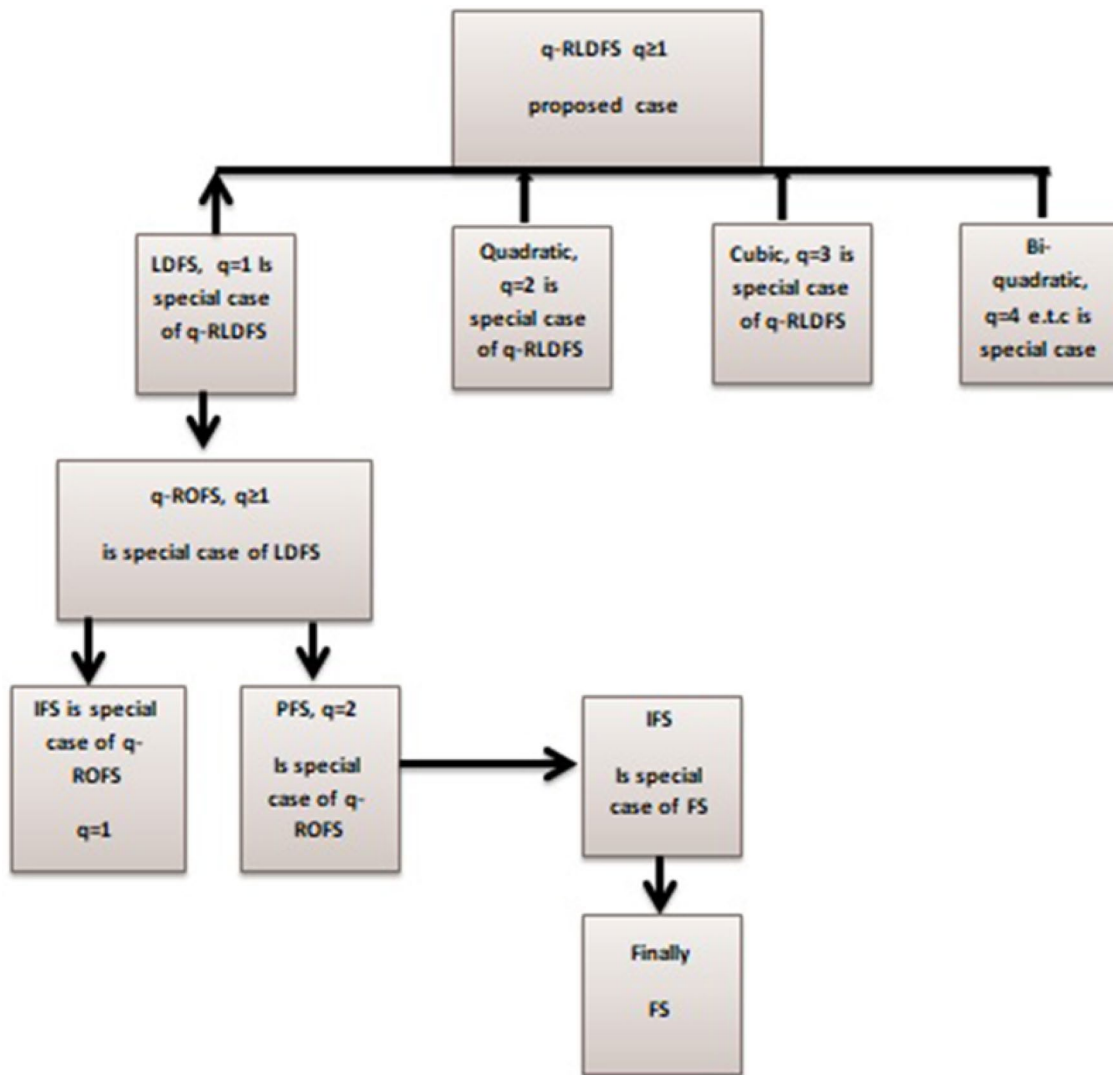 q-RLDFS q≥1
proposed case
LDFS, q=1 Is
special case
of q-RLDFS
Quadratic,
q=2 is
special case
of q-RLDFS
Cubic, q=3 is
special case
of q-RLDFS
Bi-
quadratic,
q=4 e.t.c is
special case
q-ROFS, q≥1
is special case of LDFS
IFS is special
case of q-
ROFS
q=1
PFS, q=2
Is special
case of q-
ROFS
IFS
Is special
case of FS
Finally
FS